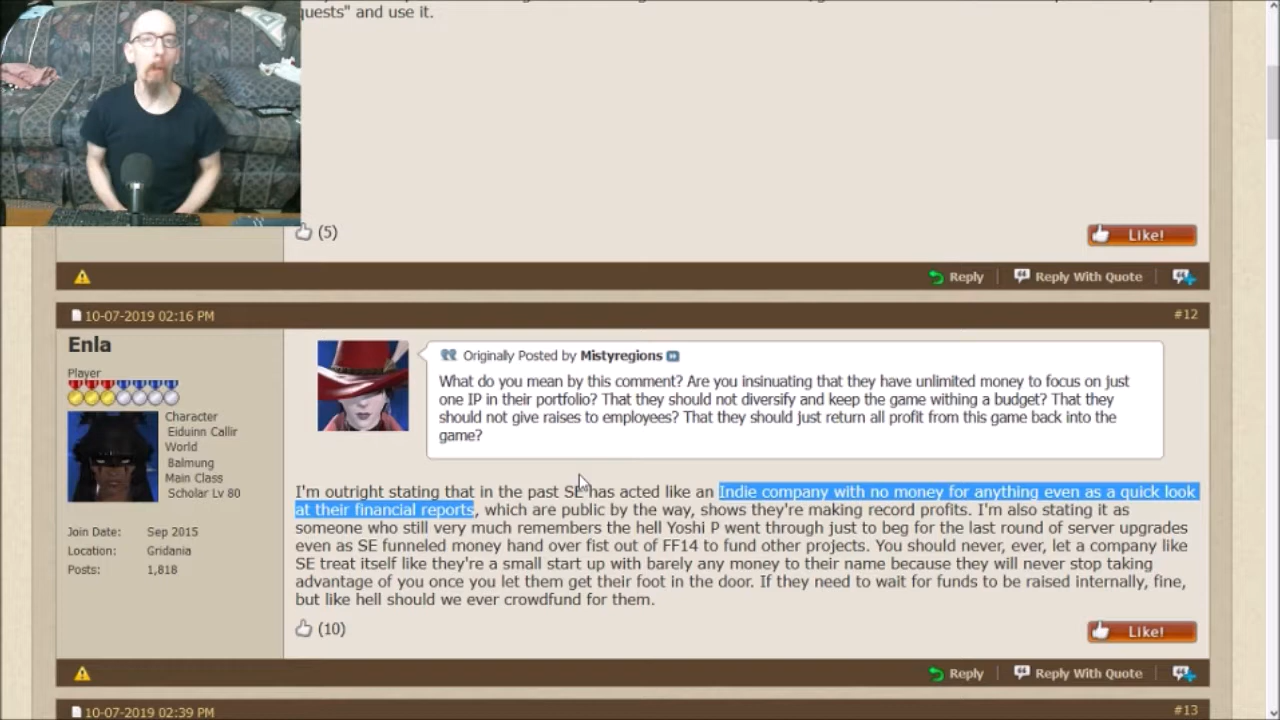 quests" and use it.
(5)
Like!
Reply
Reply With Quote
10-07-2019 02:16 PM
#12
Enla
Player
Character
Eiduinn Callir
World
Balmung
Main Class
Scholar Lv 80
Join Date: Sep 2015
Location: Gridania
Posts: 1,818
Originally Posted by Mistyregions
What do you mean by this comment? Are you insinuating that they have unlimited money to focus on just
one IP in their portfolio? That they should not diversify and keep the game withing a budget? That they
should not give raises to employees? That they should just return all profit from this game back into the
game?
I'm outright stating that in the past SE has acted like an Indie company with no money for anything even as a quick look
at their financial reports, which are public by the way, shows they're making record profits. I'm also stating it as
someone who still very much remembers the hell Yoshi P went through just to beg for the last round of server upgrades
even as SE funneled money hand over fist out of FF14 to fund other projects. You should never, ever, let a company like
SE treat itself like they're a small start up with barely any money to their name because they will never stop taking
advantage of you once you let them get their foot in the door. If they need to wait for funds to be raised internally, fine,
but like hell should we ever crowdfund for them.
(10)
Like!
Reply
Reply With Quote
10-07-2019 02:39 PM
#13